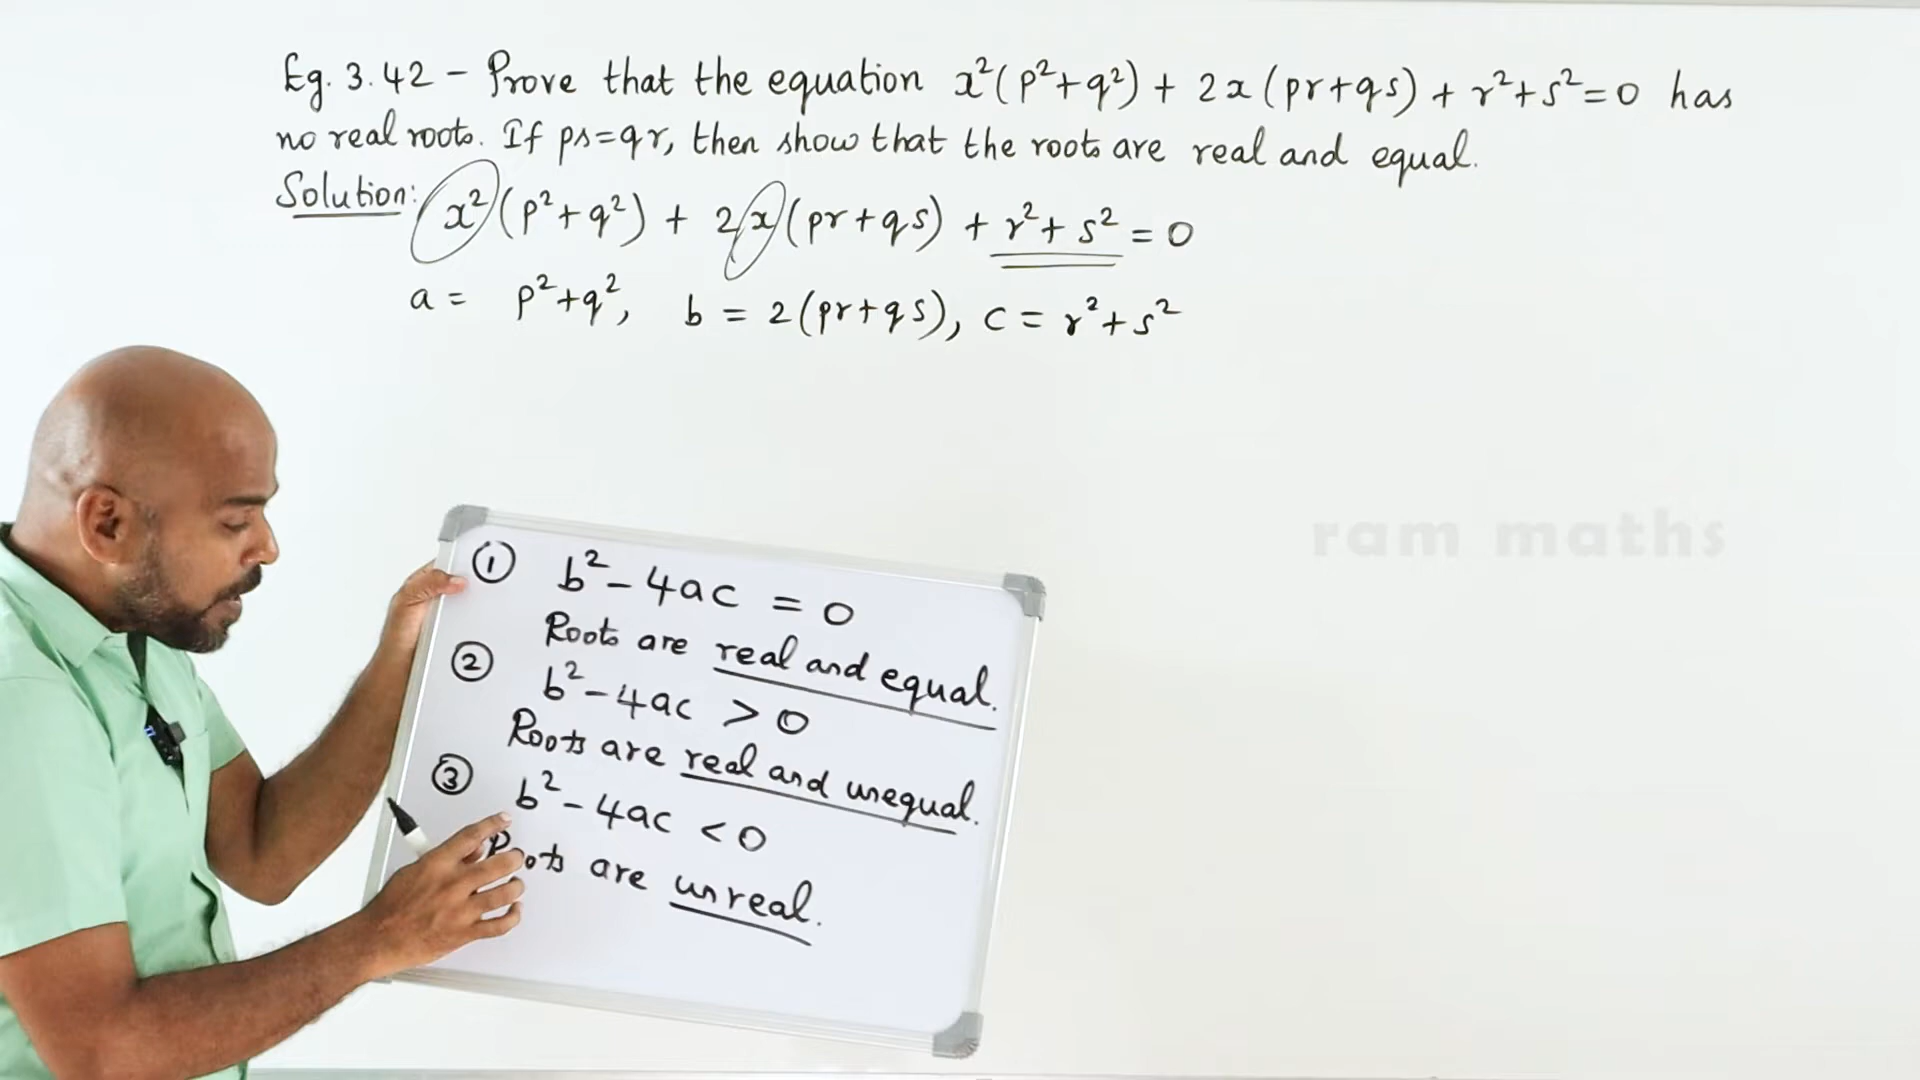 Eg. 3.42 – Prove that the equation x²(p²+q²) + 2x(pr+qs) + r²+s²=0 has
no real roots. If ps=qr, then show that the roots are real and equal.
Solution: x²(p²+q²) + 2x(pr+qs) + r²+s² = 0
a = p²+q², b = 2(pr+qs), c = r²+s²
ram maths
① b²-4ac = 0
Roots are real and equal.
② b²-4ac > 0
Roots are real and unequal.
③ b²-4ac < 0
Roots are unreal.